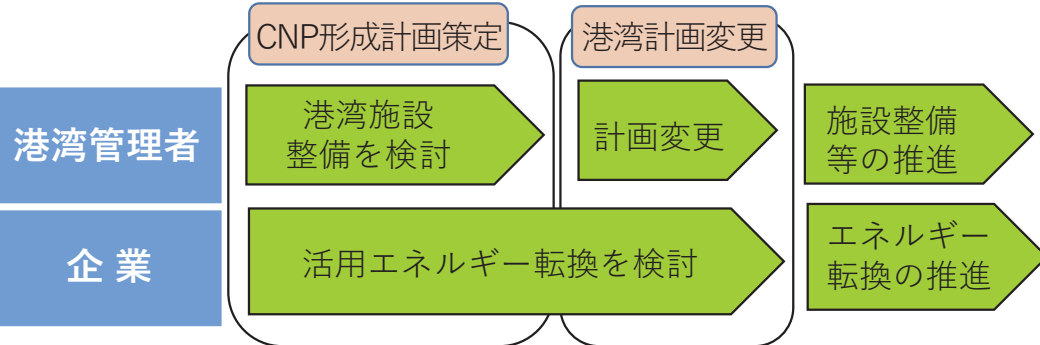 CNP形成計画策定
港湾計画変更
港湾管理者
港湾施設
整備を検討
計画変更
施設整備
等の推進
企業
活用エネルギー転換を検討
エネルギー
転換の推進